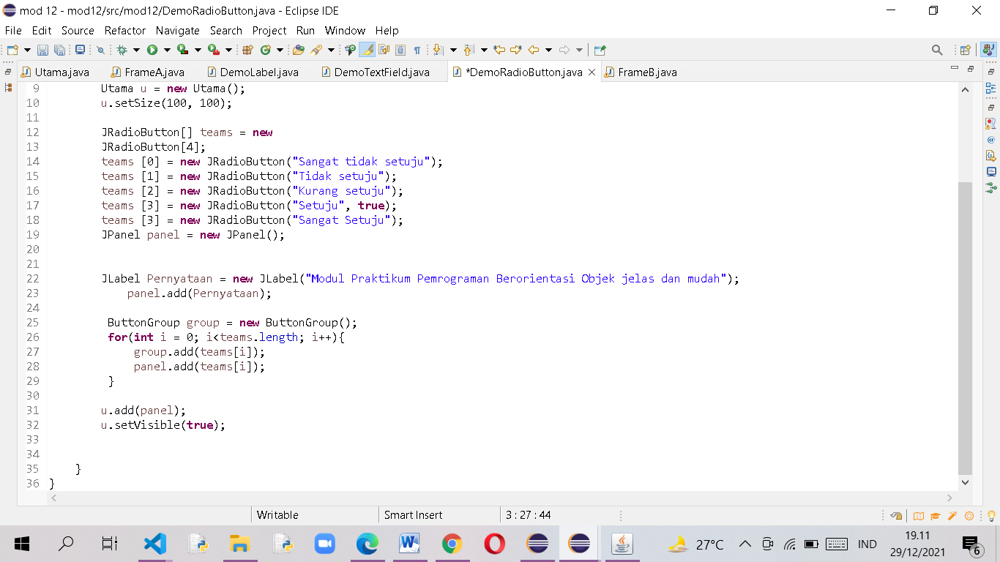 mod 12 - mod12/src/mod12/DemoRadioButton.java - Eclipse IDE
File Edit Source Refactor Navigate Search Project Run Window Help
Utama.java FrameA.java DemoLabel.java DemoTextField.java *DemoRadioButton.java FrameB.java
9 Utama u = new Utama();
10 u.setSize(100, 100);
11
12 JRadioButton[] teams = new
13 JRadioButton[4];
14 teams [0] = new JRadioButton("Sangat tidak setuju");
15 teams [1] = new JRadioButton("Tidak setuju");
16 teams [2] = new JRadioButton("Kurang setuju");
17 teams [3] = new JRadioButton("Setuju", true);
18 teams [3] = new JRadioButton("Sangat Setuju");
19 JPanel panel = new JPanel();
20
21
22 JLabel Pernyataan = new JLabel("Modul Praktikum Pemrograman Berorientasi Objek jelas dan mudah");
23 panel.add(Pernyataan);
24
25 ButtonGroup group = new ButtonGroup();
26 for(int i = 0; i<teams.length; i++){
27 group.add(teams[i]);
28 panel.add(teams[i]);
29 }
30
31 u.add(panel);
32 u.setVisible(true);
33
34
35 }
36 }
Writable Smart Insert 3 : 27 : 44
27°C IND 19.11
29/12/2021 6